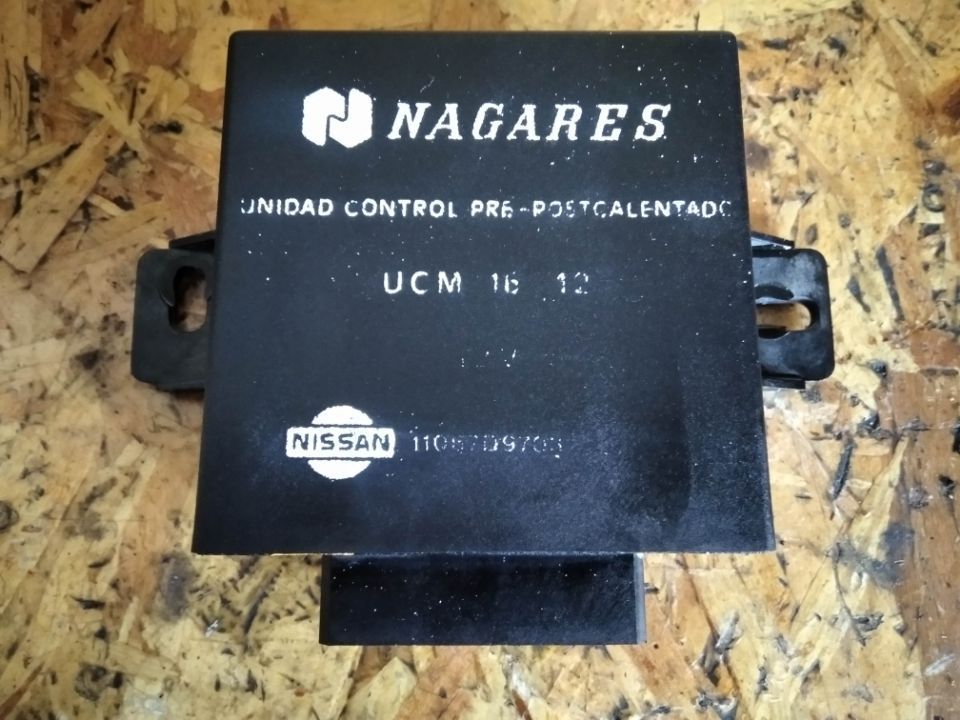 NAGARES
UNIDAD CONTROL PRE-POSTCALENTADO
UCM 16 12
NISSAN